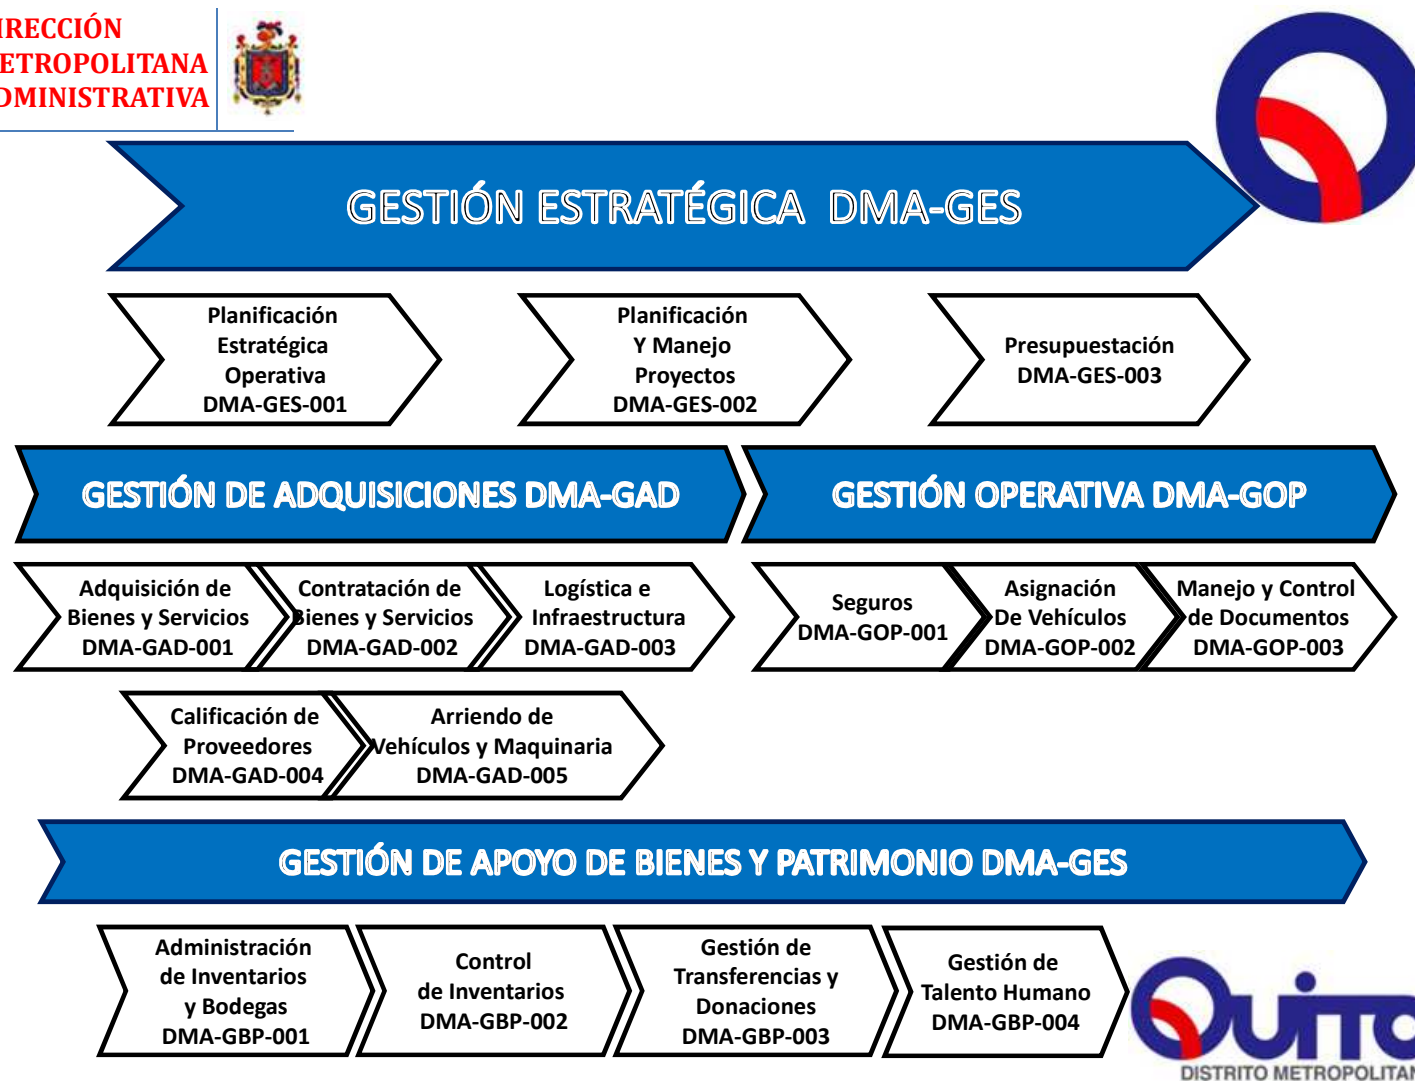 IRECCIÓN
ETROPOLITANA
DMINISTRATIVA
GESTIÓN ESTRATÉGICA DMA-GES
Planificación
Estratégica
Operativa
DMA-GES-001
Planificación
Y Manejo
Proyectos
DMA-GES-002
Presupuestación
DMA-GES-003
GESTIÓN DE ADQUISICIONES DMA-GAD
GESTIÓN OPERATIVA DMA-GOP
Adquisición de
Bienes y Servicios
DMA-GAD-001
Contratación de
Bienes y Servicios
DMA-GAD-002
Logística e
Infraestructura
DMA-GAD-003
Seguros
DMA-GOP-001
Asignación
De Vehículos
DMA-GOP-002
Manejo y Control
de Documentos
DMA-GOP-003
Calificación de
Proveedores
DMA-GAD-004
Arriendo de
Vehículos y Maquinaria
DMA-GAD-005
GESTIÓN DE APOYO DE BIENES Y PATRIMONIO DMA-GES
Administración
de Inventarios
y Bodegas
DMA-GBP-001
Control
de Inventarios
DMA-GBP-002
Gestión de
Transferencias y
Donaciones
DMA-GBP-003
Gestión de
Talento Humano
DMA-GBP-004
QUITO
DISTRITO METROPOLITAN